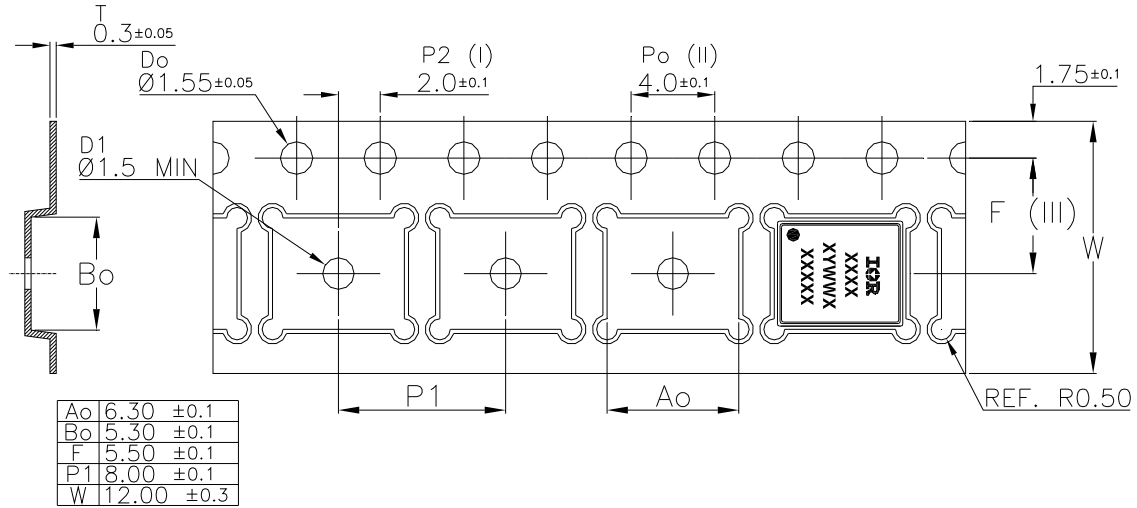 T
0.3±0.05
Do
Ø1.55±0.05
P2 (I)
2.0±0.1
Po (II)
4.0±0.1
1.75±0.1
D1
Ø1.5 MIN
F (III)
W
Bo
IOR
XXXX
XYWWX
XXXXX
P1
Ao
REF. R0.50
Ao 6.30 ±0.1
Bo 5.30 ±0.1
F 5.50 ±0.1
P1 8.00 ±0.1
W 12.00 ±0.3